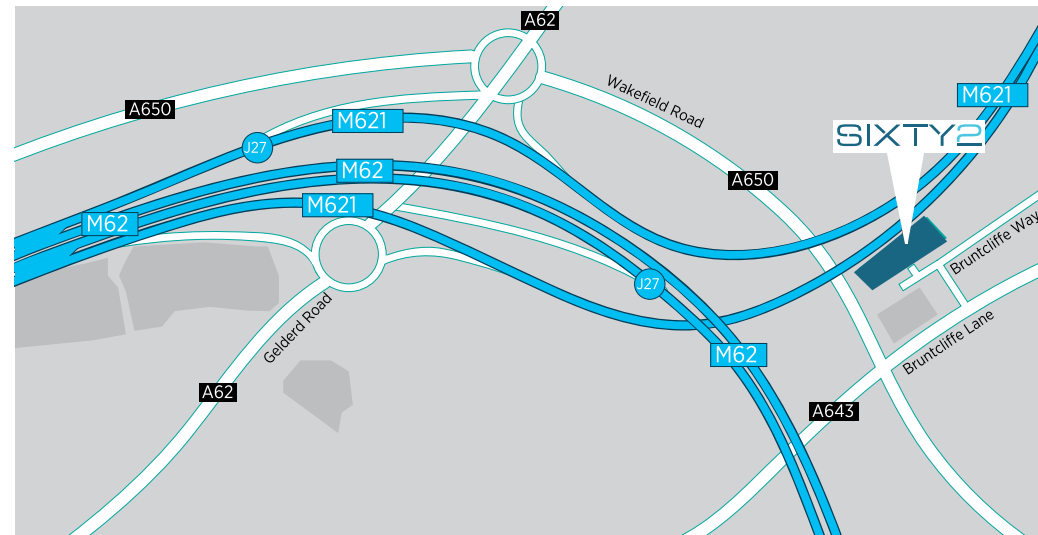 A62
A650
M621
Wakefield Road
M621
SIXTY2
J27
M62
A650
M621
M62
Bruntcliffe Way
J27
Gelderd Road
Bruntcliffe Lane
M62
A62
A643